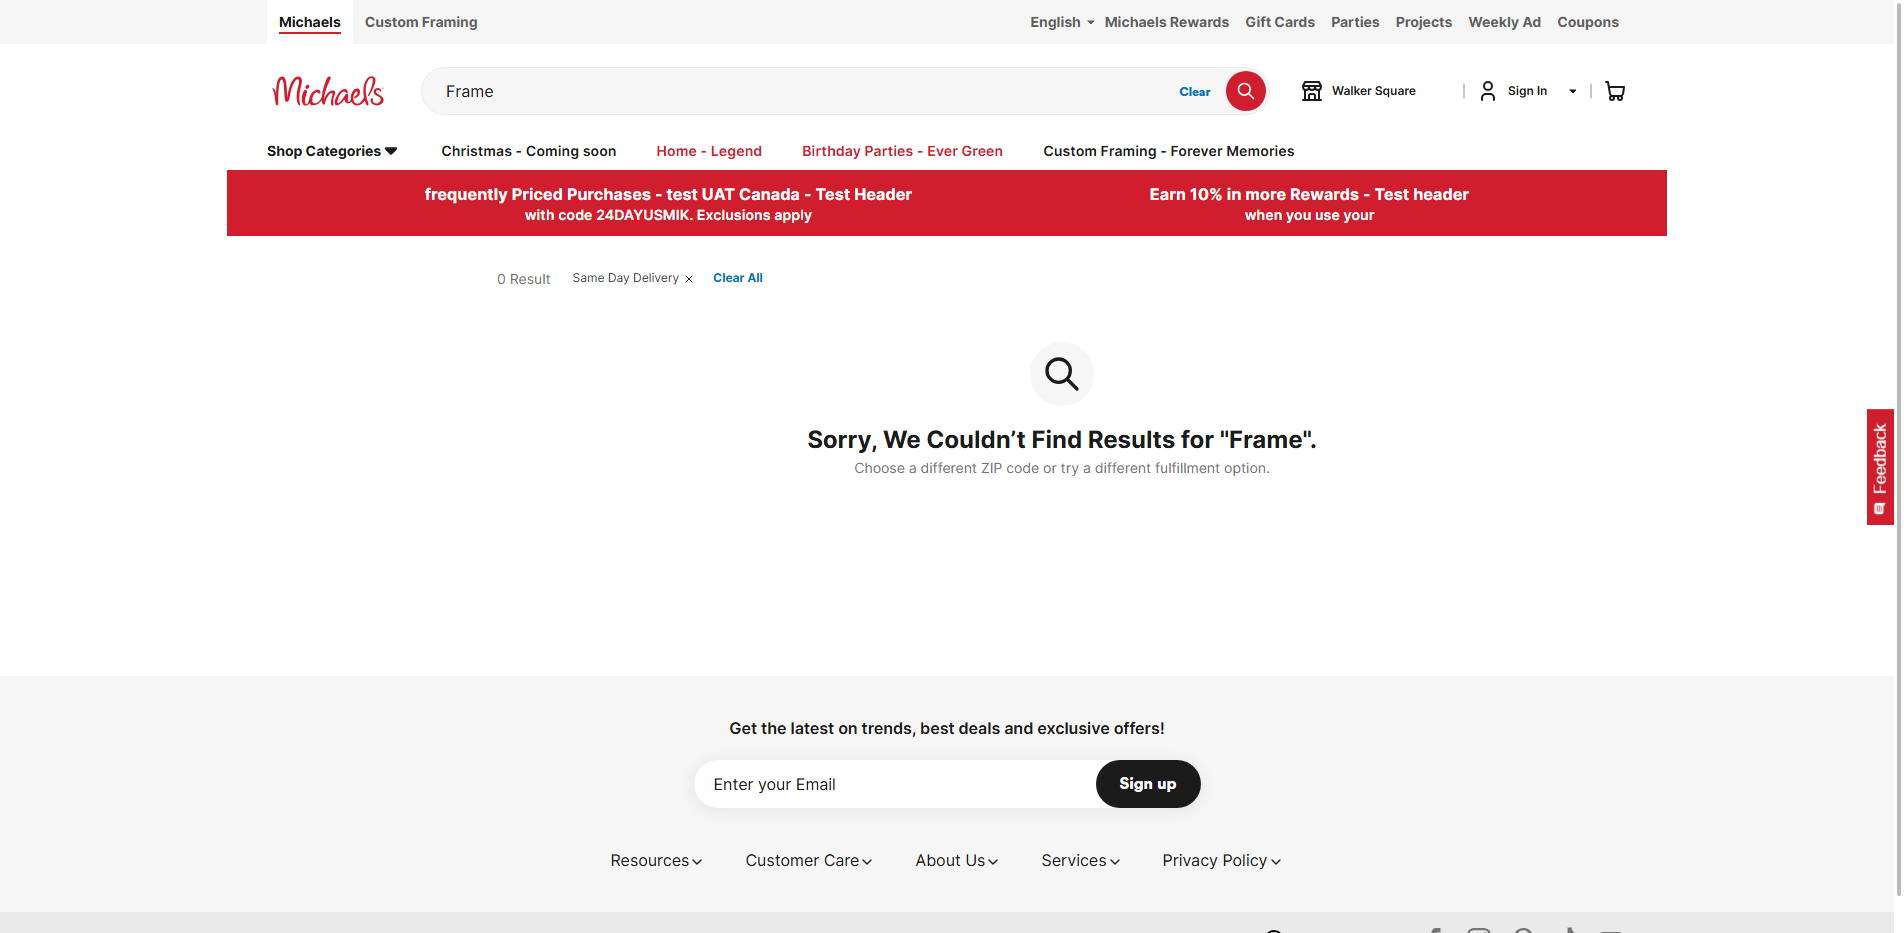 Michaels Custom Framing English Michaels Rewards Gift Cards Parties Projects Weekly Ad Coupons
Michaels Frame Clear Walker Square Sign In
Shop Categories Christmas - Coming soon Home - Legend Birthday Parties - Ever Green Custom Framing - Forever Memories
frequently Priced Purchases - test UAT Canada - Test Header
with code 24DAYUSMIK. Exclusions apply
Earn 10% in more Rewards - Test header
when you use your
0 Result Same Day Delivery × Clear All
Sorry, We Couldn’t Find Results for "Frame".
Choose a different ZIP code or try a different fulfillment option.
Feedback
Get the latest on trends, best deals and exclusive offers!
Enter your Email Sign up
Resources Customer Care About Us Services Privacy Policy